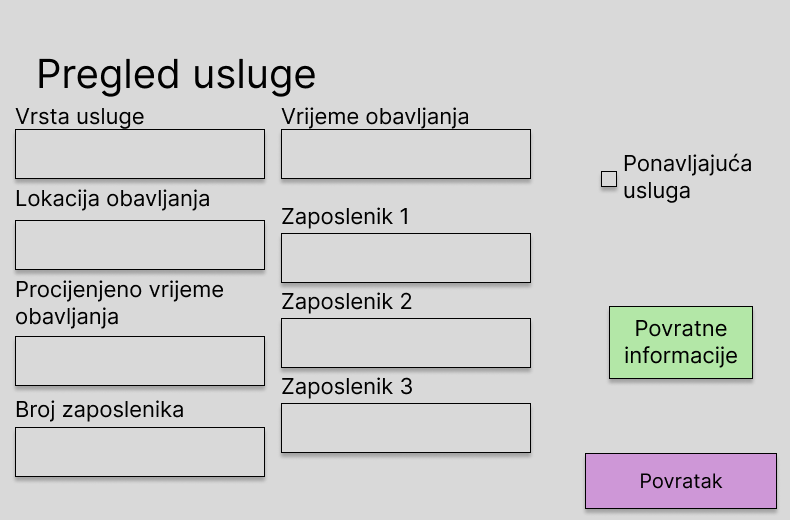 Pregled usluge
Vrsta usluge
Lokacija obavljanja
Procijenjeno vrijeme
obavljanja
Broj zaposlenika
Vrijeme obavljanja
Zaposlenik 1
Zaposlenik 2
Zaposlenik 3
Ponavljajuća
usluga
Povratne
informacije
Povratak